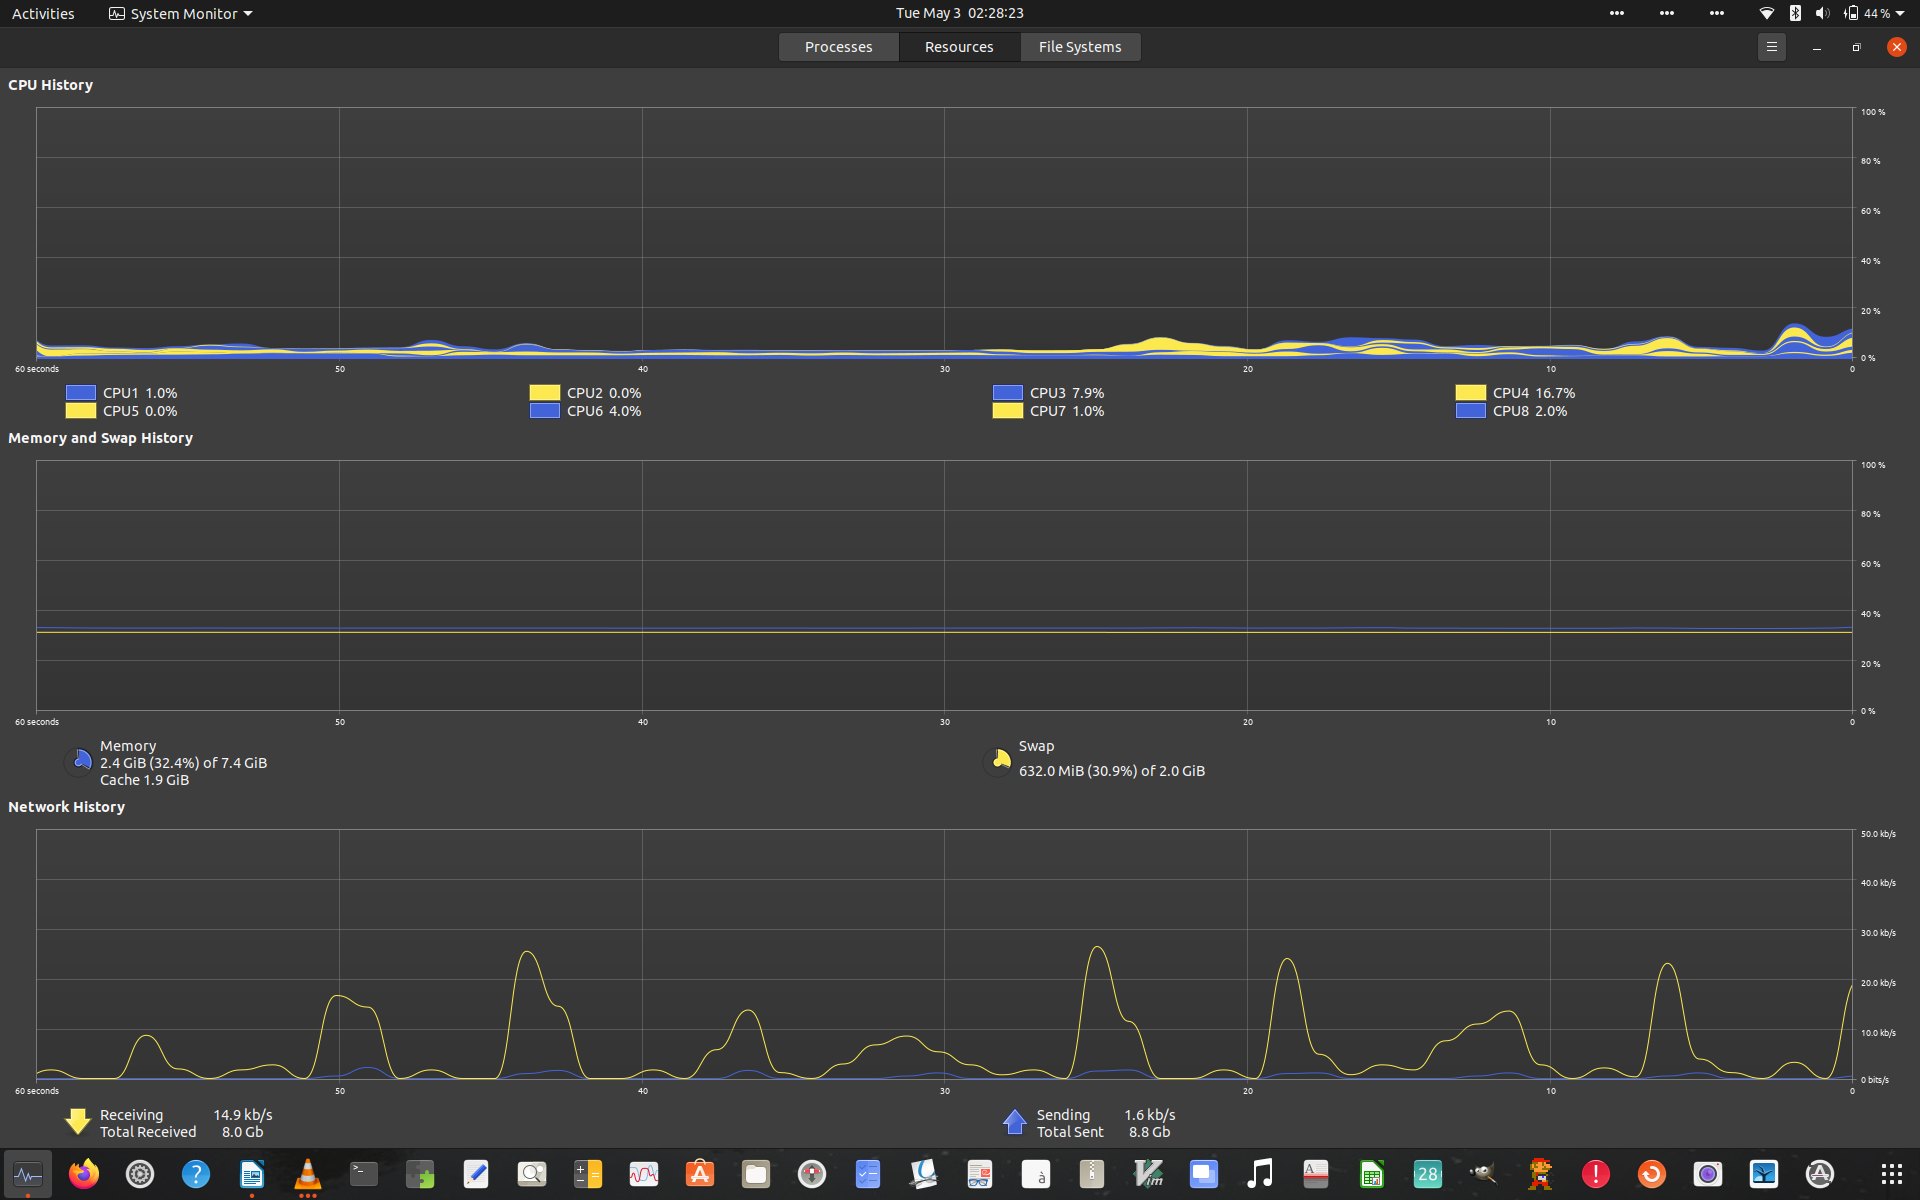 Activities System Monitor Tue May 3 02:28:23 44 %
Processes Resources File Systems
CPU History
100 %
80 %
60 %
40 %
20 %
0 %
60 seconds 50 40 30 20 10 0
CPU1 1.0% CPU2 0.0% CPU3 7.9% CPU4 16.7%
CPU5 0.0% CPU6 4.0% CPU7 1.0% CPU8 2.0%
Memory and Swap History
100 %
80 %
60 %
40 %
20 %
0 %
60 seconds 50 40 30 20 10 0
Memory
2.4 GiB (32.4%) of 7.4 GiB
Cache 1.9 GiB
Swap
632.0 MiB (30.9%) of 2.0 GiB
Network History
50.0 kb/s
40.0 kb/s
30.0 kb/s
20.0 kb/s
10.0 kb/s
0 bits/s
60 seconds 50 40 30 20 10 0
Receiving 14.9 kb/s
Total Received 8.0 Gb
Sending 1.6 kb/s
Total Sent 8.8 Gb
? >_ à Vim A 28 !